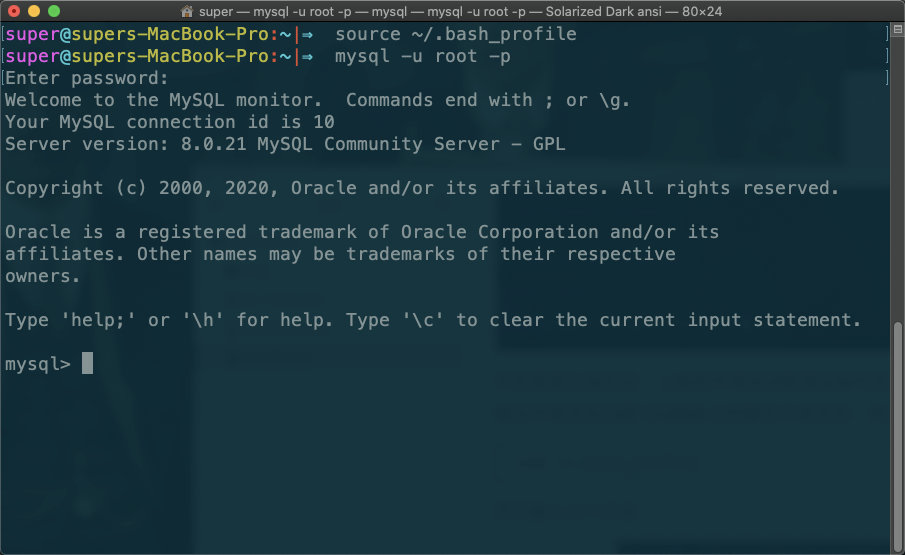 super — mysql -u root -p — mysql — mysql -u root -p — Solarized Dark ansi — 80×24
[super@supers-MacBook-Pro:~|⇒  source ~/.bash_profile ]
[super@supers-MacBook-Pro:~|⇒  mysql -u root -p ]
[Enter password: ]
Welcome to the MySQL monitor.  Commands end with ; or \g.
Your MySQL connection id is 10
Server version: 8.0.21 MySQL Community Server - GPL
Copyright (c) 2000, 2020, Oracle and/or its affiliates. All rights reserved.
Oracle is a registered trademark of Oracle Corporation and/or its
affiliates. Other names may be trademarks of their respective
owners.
Type 'help;' or '\h' for help. Type '\c' to clear the current input statement.
mysql>